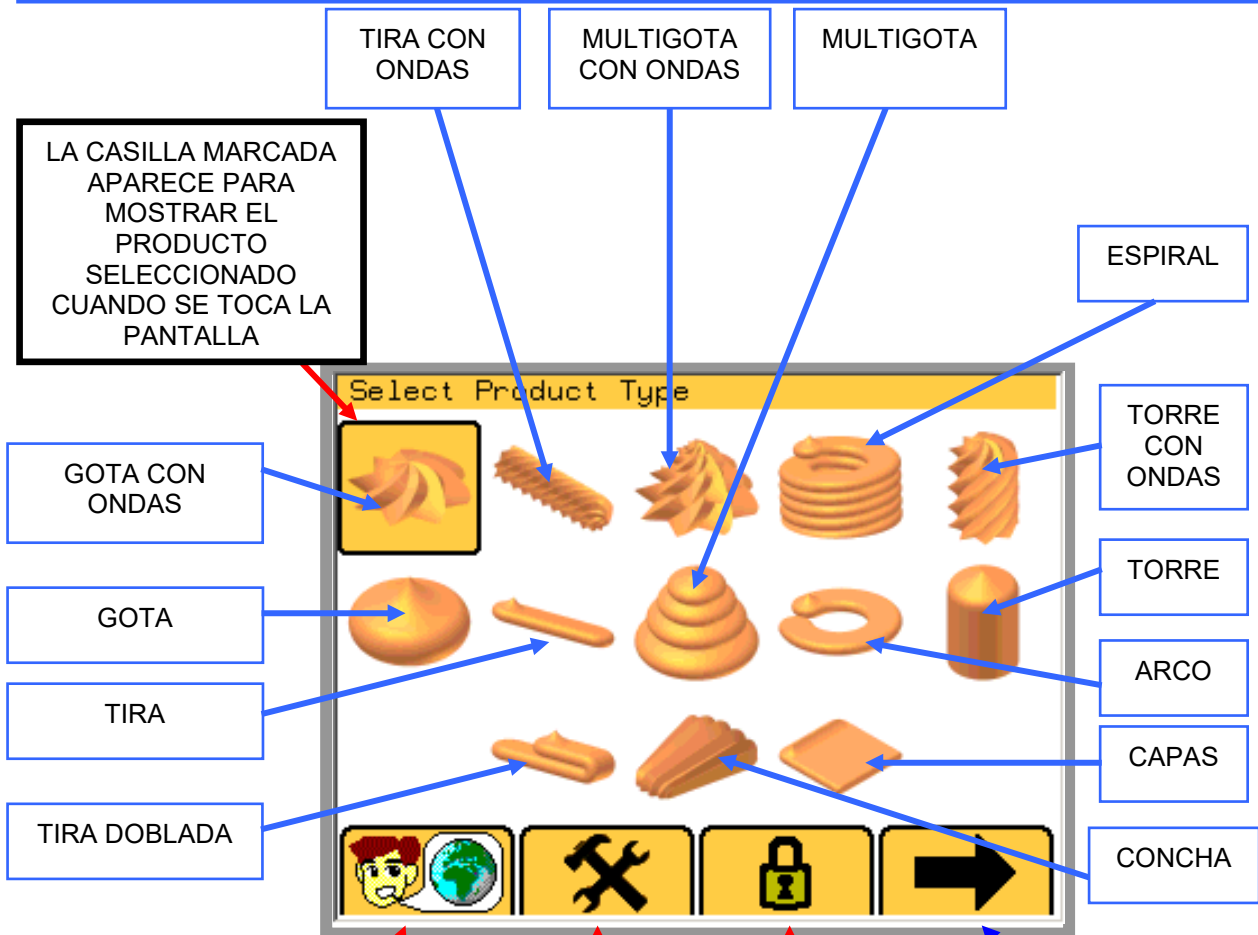 TIRA CON
ONDAS
MULTIGOTA
CON ONDAS
MULTIGOTA
LA CASILLA MARCADA
APARECE PARA
MOSTRAR EL
PRODUCTO
SELECCIONADO
CUANDO SE TOCA LA
PANTALLA
ESPIRAL
Select Product Type
TORRE
CON
ONDAS
GOTA CON
ONDAS
TORRE
GOTA
ARCO
TIRA
CAPAS
TIRA DOBLADA
CONCHA